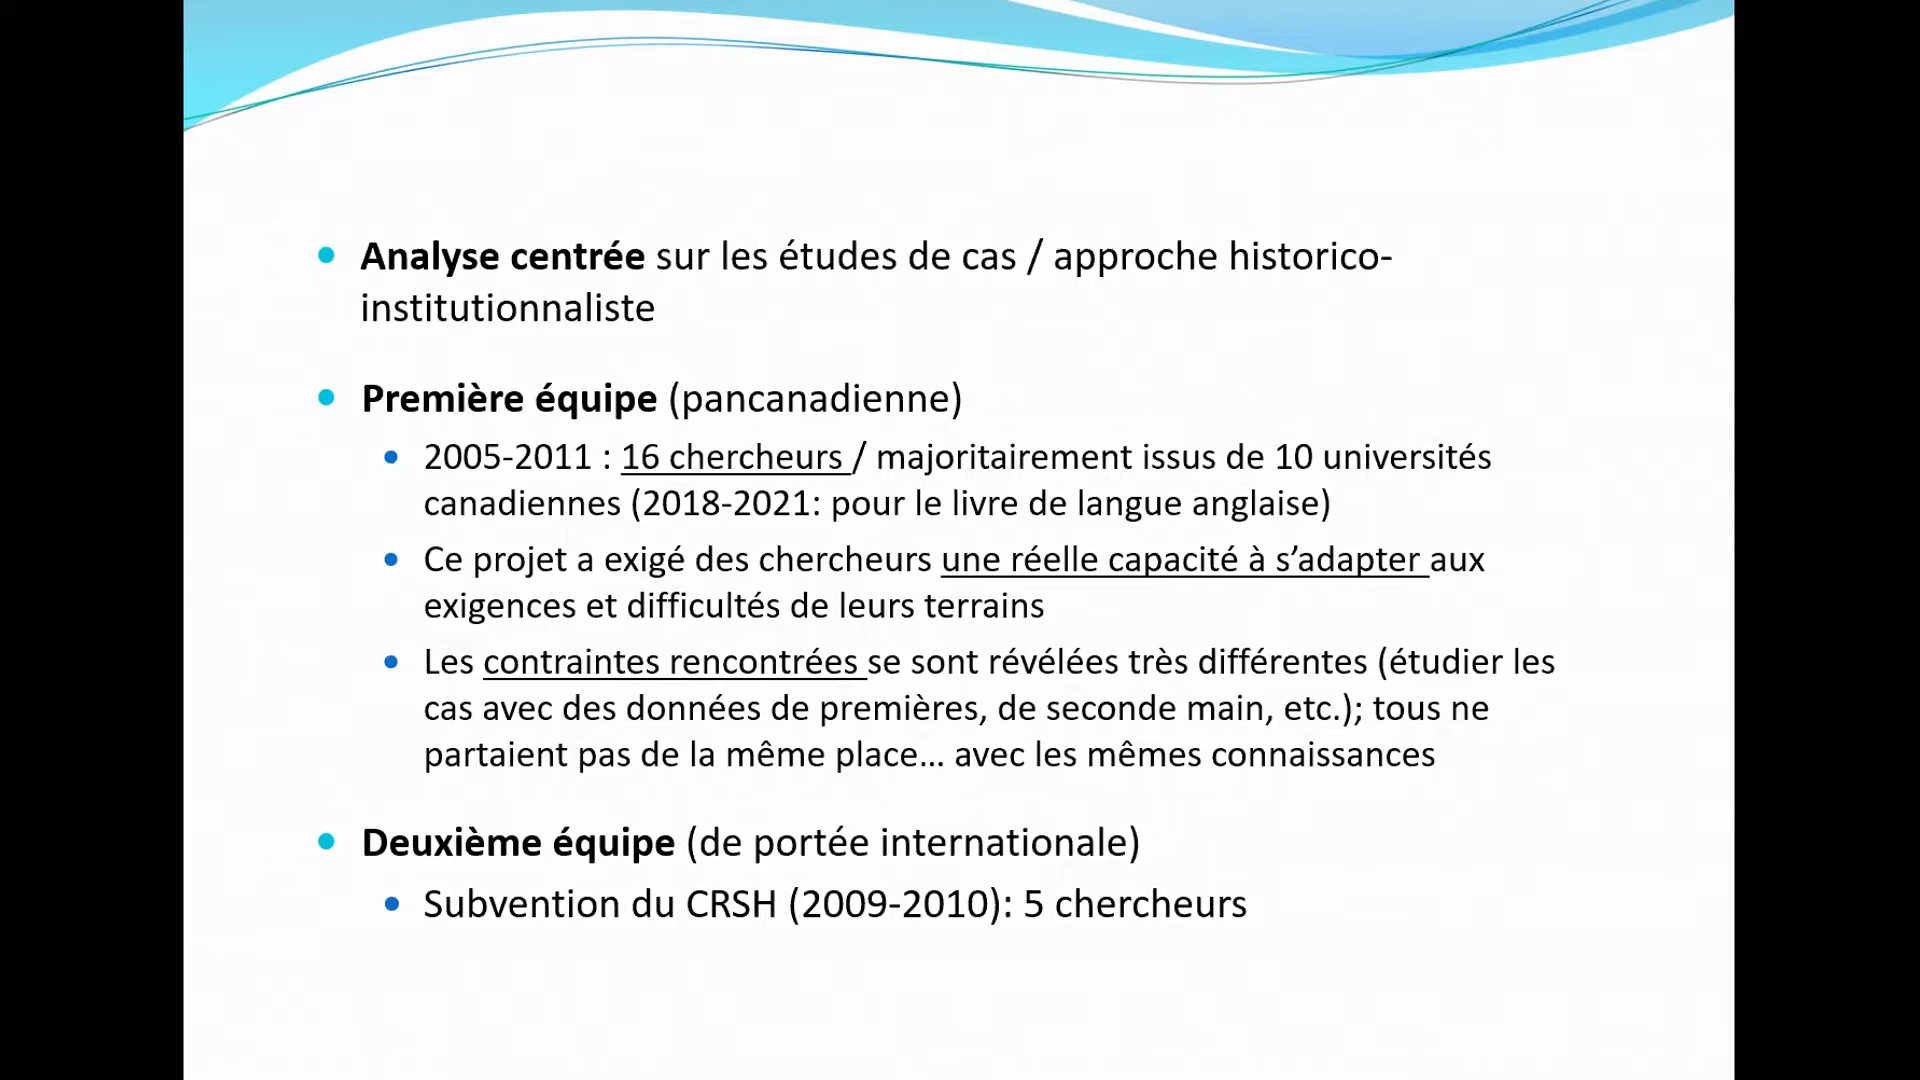 Analyse centrée sur les études de cas / approche historico-
institutionnaliste
Première équipe (pancanadienne)
2005-2011 : 16 chercheurs / majoritairement issus de 10 universités
canadiennes (2018-2021: pour le livre de langue anglaise)
Ce projet a exigé des chercheurs une réelle capacité à s’adapter aux
exigences et difficultés de leurs terrains
Les contraintes rencontrées se sont révélées très différentes (étudier les
cas avec des données de premières, de seconde main, etc.); tous ne
partaient pas de la même place… avec les mêmes connaissances
Deuxième équipe (de portée internationale)
Subvention du CRSH (2009-2010): 5 chercheurs